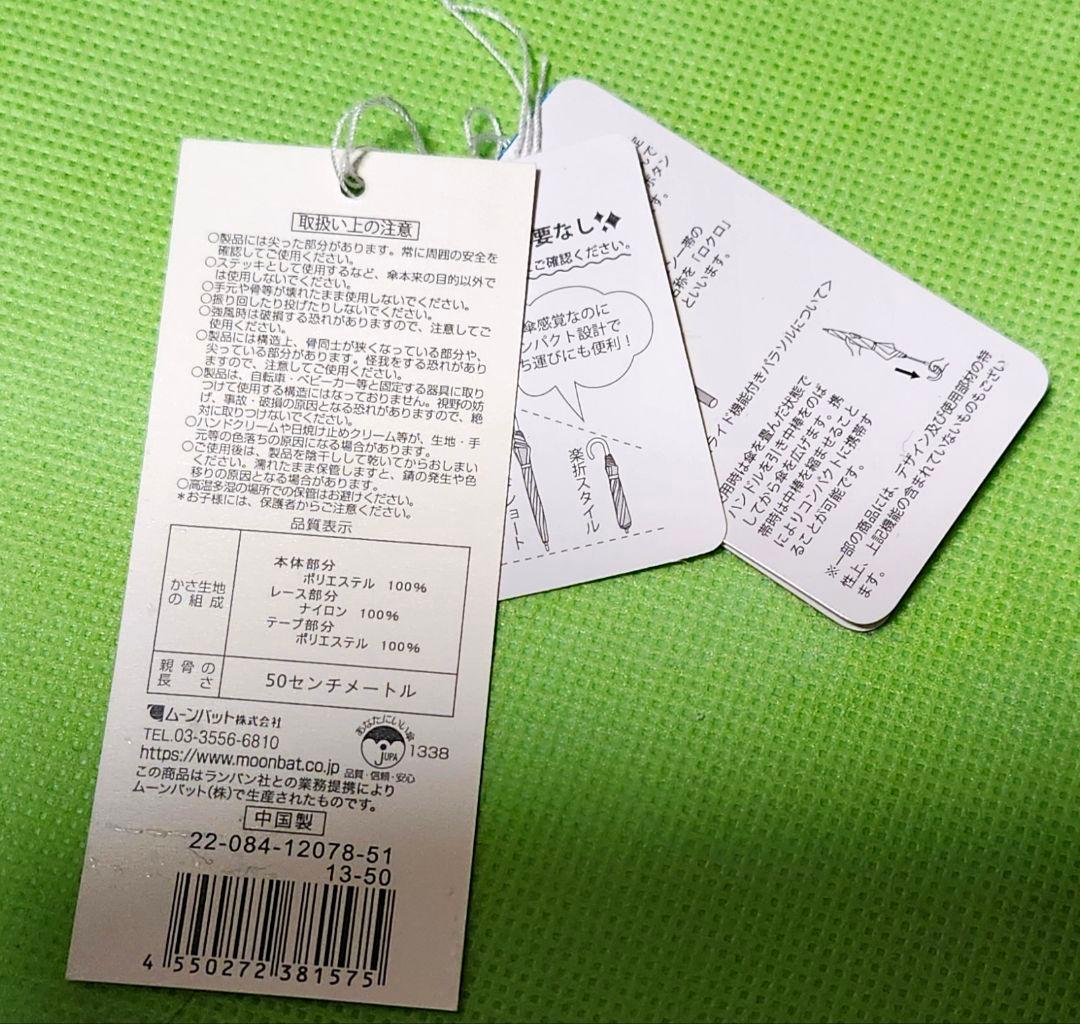 取扱い上の注意
○製品には尖った部分があります。常に周囲の安全を
確認してご使用ください。
○ステッキとして使用するなど、傘本来の目的以外で
は使用しないでください。
○手元や骨等が壊れたまま使用しないでください。
○振り回したり投げたりしないでください。
○強風時は破損する恐れがありますので、注意してご
使用ください。
○製品には構造上、骨同士が狭くなっている部分や、
尖っている部分があります。怪我をする恐れがあり
ますので、注意してご使用ください。
○製品は、自転車・ベビーカー等と固定する器具に取り
つけて使用する構造にはなっておりません。視野の妨
げ、事故・破損の原因となる恐れがありますので、絶
対に取りつけないでください。
○ハンドクリームや日焼け止めクリーム等が、生地・手
元等の色落ちの原因になる場合があります。
○ご使用後は、製品を陰干しして乾いてからおしまい
ください。濡れたまま保管しますと、錆の発生や色
移りの原因となる場合があります。
○高温多湿の場所での保管はお避けください。
*お子様には、保護者からご注意ください。
品質表示
かさ生地
の組成
本体部分
ポリエステル 100%
レース部分
ナイロン 100%
テープ部分
ポリエステル 100%
親骨の
長さ
50センチメートル
ムーンバット株式会社
TEL.03-3556-6810
https://www.moonbat.co.jp
あなたにいい傘
JUPA
品質・信頼・安心
1338
この商品はランバン社との業務提携により
ムーンバット(株)で生産されたものです。
中国製
22-084-12078-51
13-50
4 550272 381575
要なし
ご確認ください。
傘感覚なのに
ンパクト設計で
ち運びにも便利!
ショート
楽折スタイル
ボタン
す。
ー帯の
称を「ロクロ」
といいます。
ライド機能付きパラソルについて>
用時は傘を畳んだ状態で
ハンドルを引き中棒をのば
してから傘を広げます。携
帯時は中棒を縮ませること
によりコンパクトに携帯す
ることが可能です。
※一部の商品には、デザイン及び使用部材の特
性上、上記機能の含まれていないものもござい
ます。